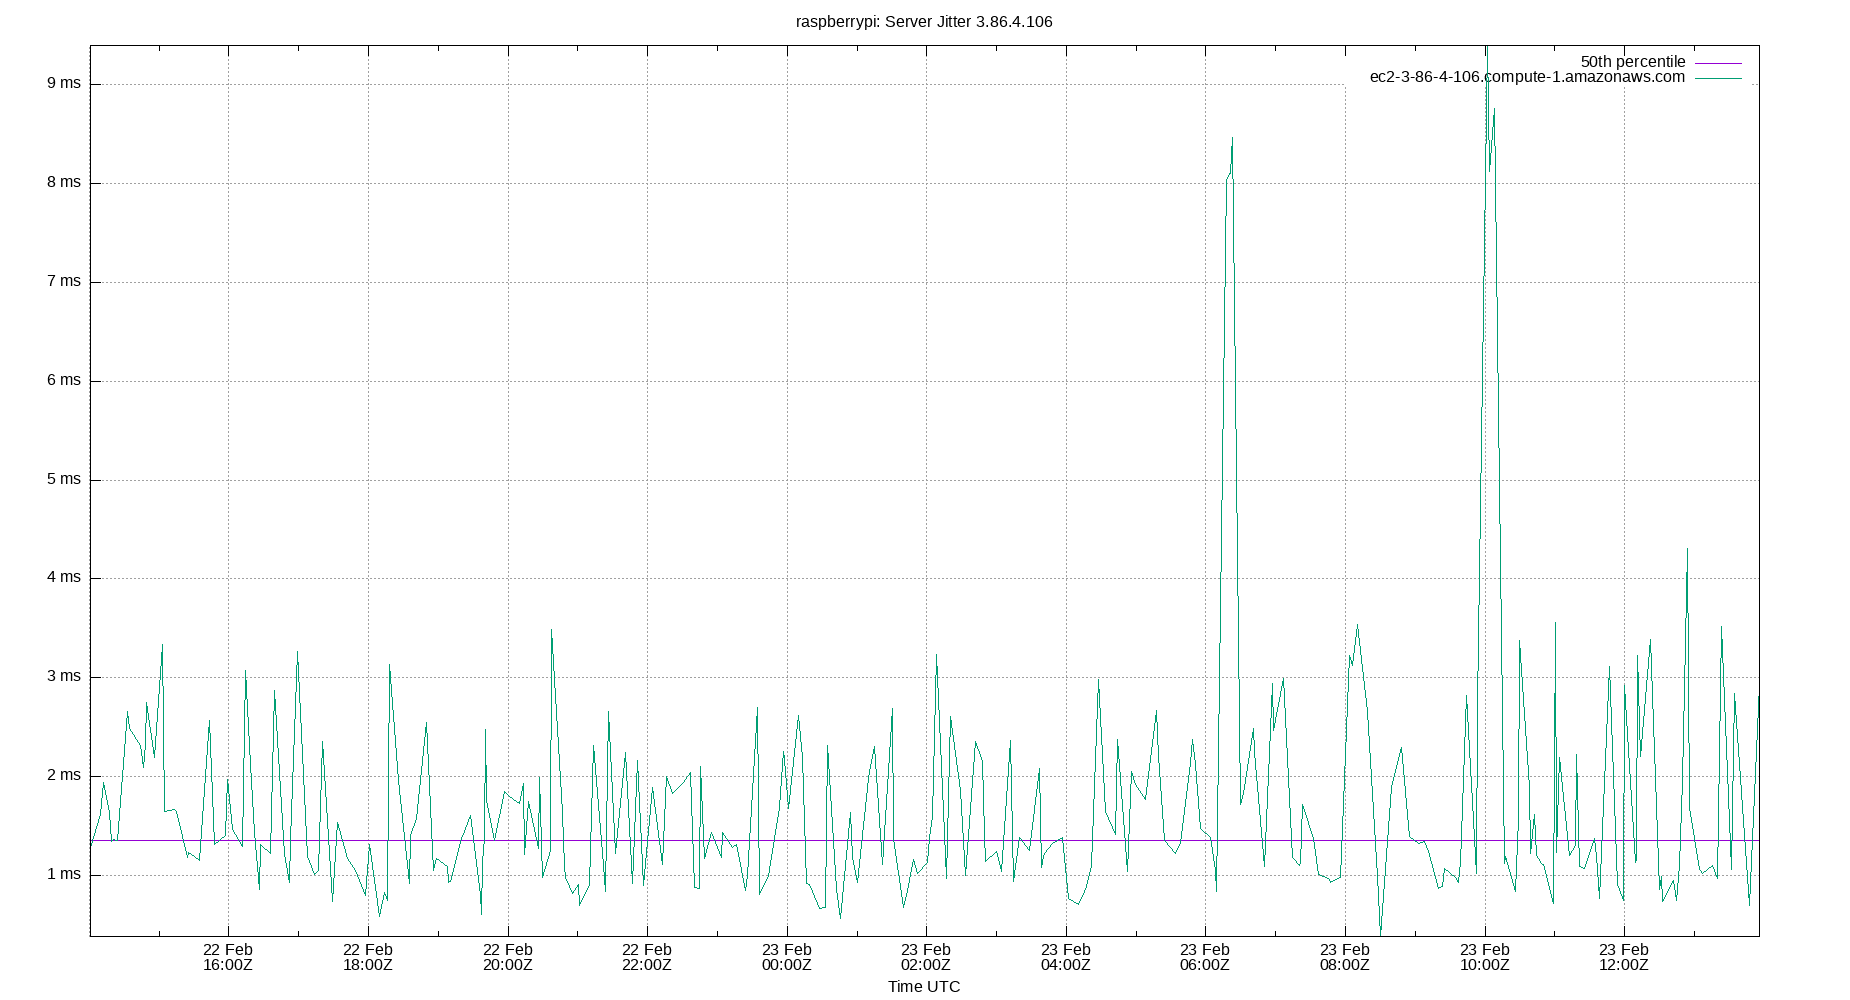 raspberrypi: Server Jitter 3.86.4.106
50th percentile
ec2-3-86-4-106.compute-1.amazonaws.com
9 ms
8 ms
7 ms
6 ms
5 ms
4 ms
3 ms
2 ms
1 ms
22 Feb 22 Feb 22 Feb 22 Feb 23 Feb 23 Feb 23 Feb 23 Feb 23 Feb 23 Feb 23 Feb
16:00Z 18:00Z 20:00Z 22:00Z 00:00Z 02:00Z 04:00Z 06:00Z 08:00Z 10:00Z 12:00Z
Time UTC